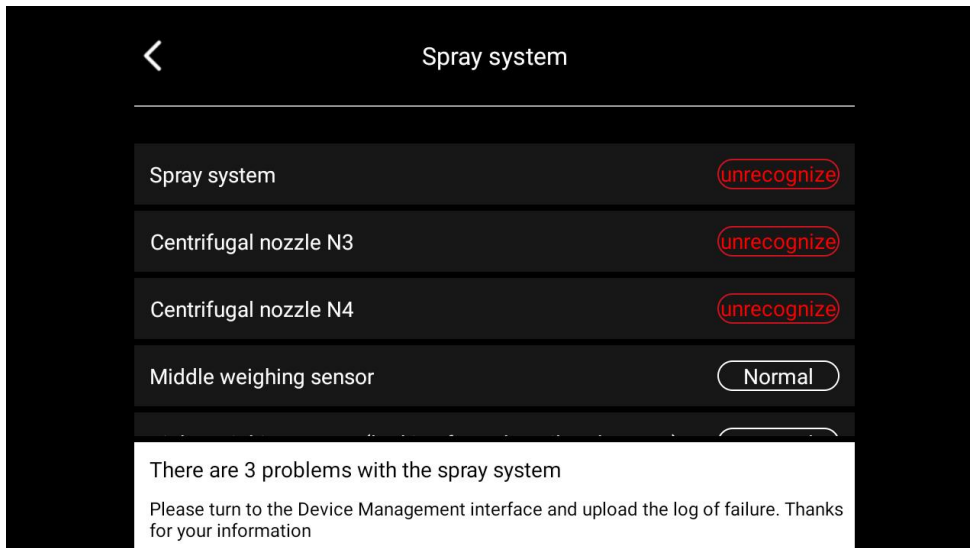 Spray system
Spray system unrecognize
Centrifugal nozzle N3 unrecognize
Centrifugal nozzle N4 unrecognize
Middle weighing sensor Normal
There are 3 problems with the spray system
Please turn to the Device Management interface and upload the log of failure. Thanks
for your information